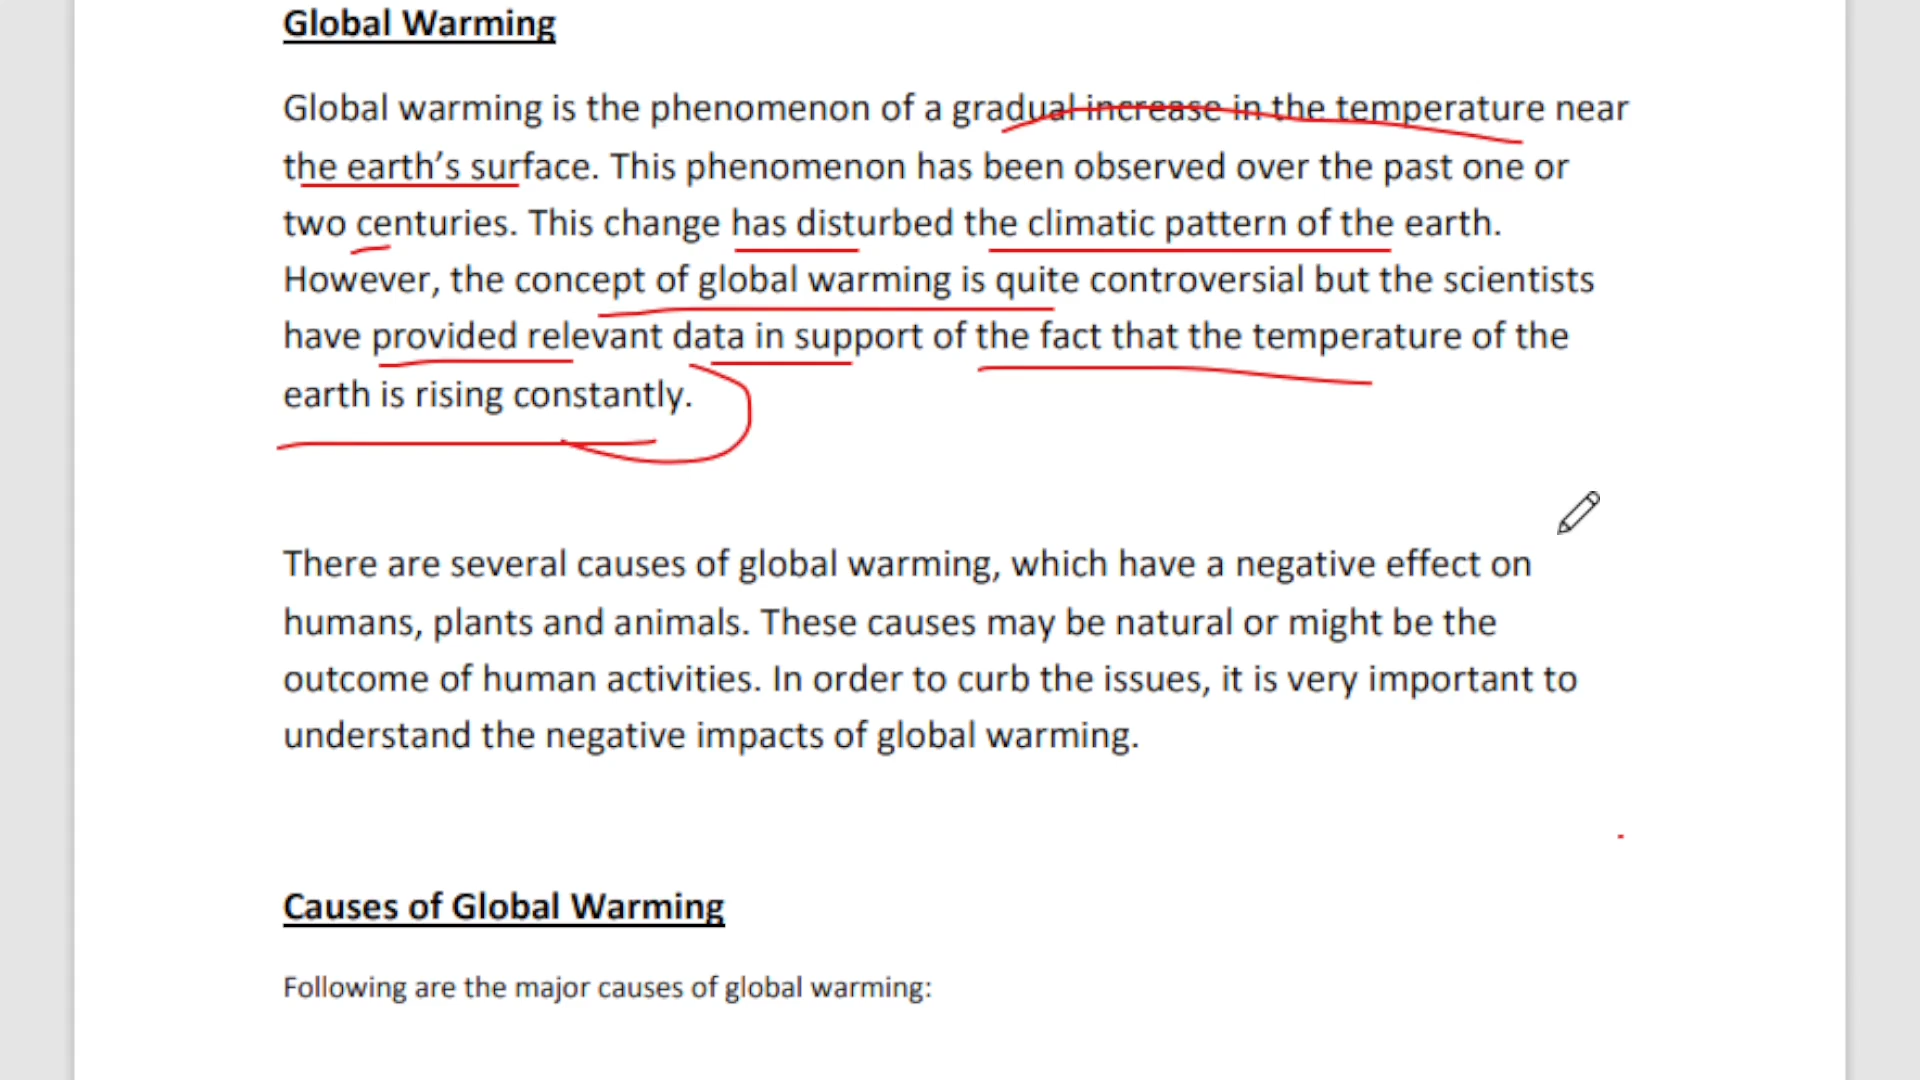 Global Warming
Global warming is the phenomenon of a gradual increase in the temperature near
the earth’s surface. This phenomenon has been observed over the past one or
two centuries. This change has disturbed the climatic pattern of the earth.
However, the concept of global warming is quite controversial but the scientists
have provided relevant data in support of the fact that the temperature of the
earth is rising constantly.
There are several causes of global warming, which have a negative effect on
humans, plants and animals. These causes may be natural or might be the
outcome of human activities. In order to curb the issues, it is very important to
understand the negative impacts of global warming.
Causes of Global Warming
Following are the major causes of global warming: